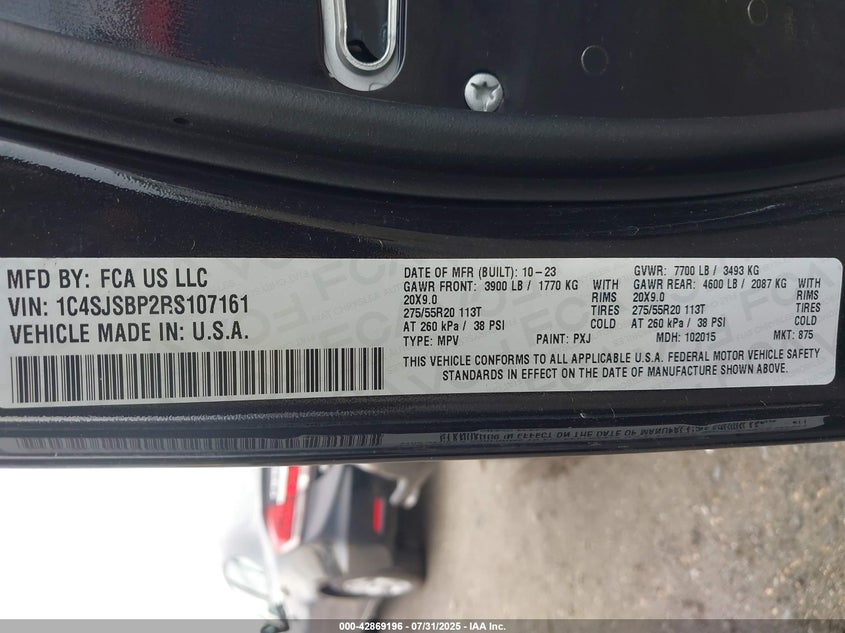 MFD BY: FCA US LLC
VIN: 1C4SJSBP2RS107161
VEHICLE MADE IN: U.S.A.
DATE OF MFR (BUILT): 10-23
GAWR FRONT: 3900 LB / 1770 KG WITH
20X9.0 RIMS
275/55R20 113T TIRES
AT 260 kPa / 38 PSI COLD
TYPE: MPV PAINT: PXJ
GVWR: 7700 LB / 3493 KG
GAWR REAR: 4600 LB / 2087 KG WITH
20X9.0 RIMS
275/55R20 113T TIRES
AT 260 kPa / 38 PSI COLD
MDH: 102015 MKT: 875
THIS VEHICLE CONFORMS TO ALL APPLICABLE U.S.A. FEDERAL MOTOR VEHICLE SAFETY
STANDARDS IN EFFECT ON THE DATE OF MANUFACTURE SHOWN ABOVE.
000-42869196 - 07/31/2025 - IAA Inc.